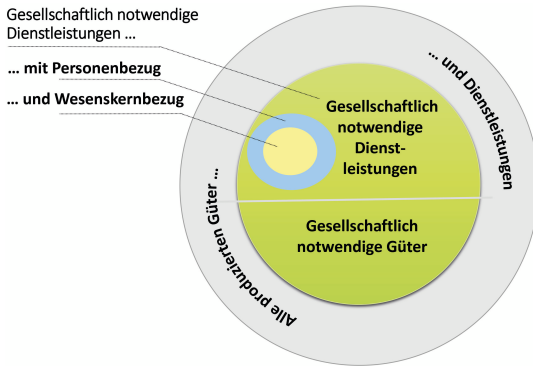 Gesellschaftlich notwendige
Dienstleistungen ...
... mit Personenbezug
... und Wesenskernbezug
... und Dienstleistungen
Gesellschaftlich
notwendige
Dienst-
leistungen
Gesellschaftlich
notwendige Güter
Alle produzierten Güter ...